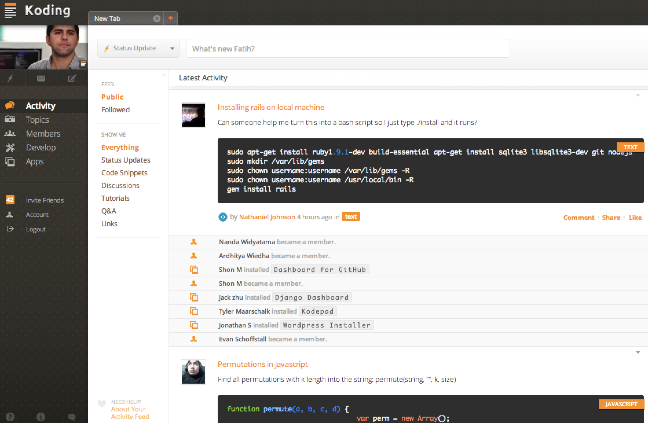 Koding
New Tab
Status Update
What's new Fatih?
Activity
Topics
Members
Develop
Apps
42 Invite Friends
Account
Logout
FEED
Public
Followed
SHOW ME
Everything
Status Updates
Code Snippets
Discussions
Tutorials
Q&A
Links
NEED HELP?
About Your
Activity Feed
Latest Activity
Installing rails on local machine
Can someone help me turn this into a bash script so I just type ./install and it runs?
TEXT
sudo apt-get install ruby1.9.1-dev build-essential apt-get install sqlite3 libsqlite3-dev git nodejs
sudo mkdir /var/lib/gems
sudo chown username:username /var/lib/gems -R
sudo chown username:username /usr/local/bin -R
gem install rails
by Nathaniel Johnson 4 hours ago in text
Comment · Share · Like
Nanda Widyatama became a member.
Ardhitya Wiedha became a member.
Shon M installed Dashboard for GitHub
Shon M became a member.
Jack zhu installed Django Dashboard
Tyler Maarschalk installed Kodepad
Jonathan S installed Wordpress Installer
Evan Schoffstall became a member.
Permutations in javascript
Find all permutations with k length into the string: permute(string, "", k, size)
JAVASCRIPT
function permute(a, b, c, d) {
var perm = new Array();